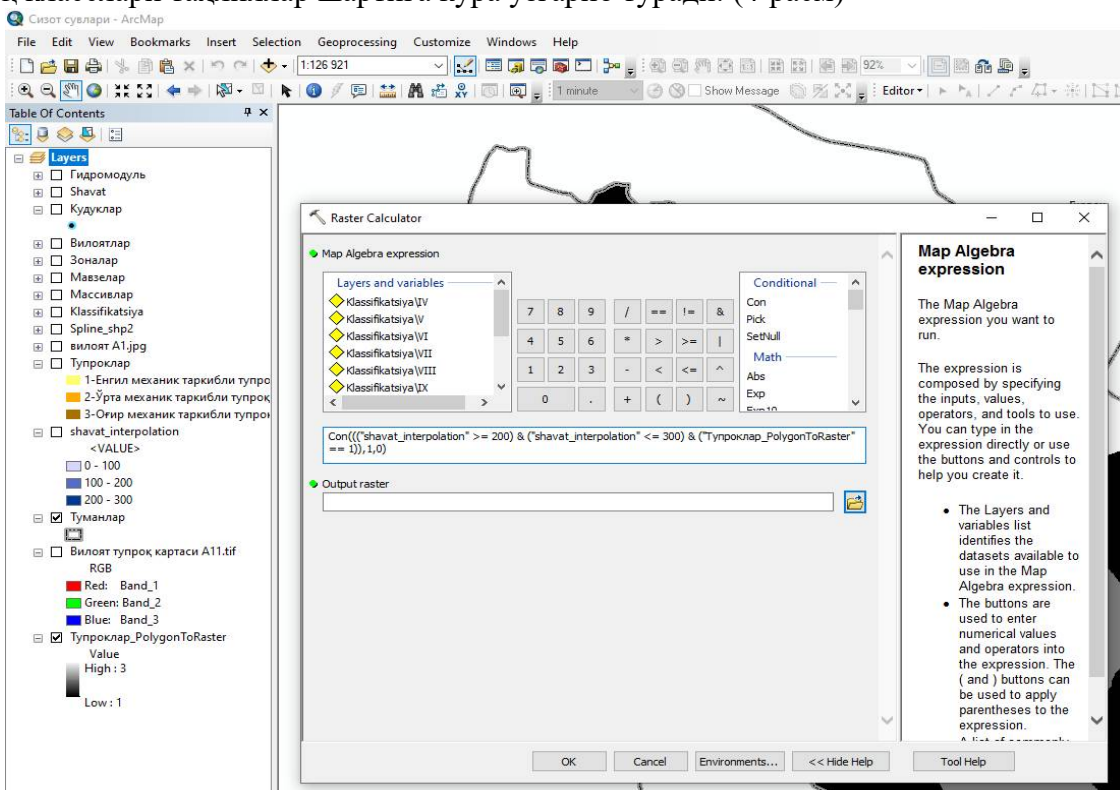 класслари таҳлиллар шартига кўра ўзгариб туради. (4-расм)
Сизот сувлари - ArcMap
File Edit View Bookmarks Insert Selection Geoprocessing Customize Windows Help
1:126 921
92%
1 minute Show Message Editor
Table Of Contents
Layers
Гидромодуль
Shavat
Кудуклар
Вилоятлар
Зоналар
Мавзелар
Массивлар
Klassifikatsiya
Spline_shp2
вилоят А1.jpg
Тупроклар
1-Енгил механик таркибли тупро
2-Ўрта механик таркибли тупроқ
3-Оғир механик таркибли тупро
shavat_interpolation
<VALUE>
0 - 100
100 - 200
200 - 300
Туманлар
Вилоят тупроқ картаси А11.tif
RGB
Red: Band_1
Green: Band_2
Blue: Band_3
Тупроклар_PolygonToRaster
Value
High : 3
Low : 1
Raster Calculator
Map Algebra expression
Layers and variables
Klassifikatsiya\IV
Klassifikatsiya\V
Klassifikatsiya\VI
Klassifikatsiya\VII
Klassifikatsiya\VIII
Klassifikatsiya\IX
7 8 9 / == != &
4 5 6 * > >= |
1 2 3 - < <= ^
0 . + ( ) ~
Conditional
Con
Pick
SetNull
Math
Abs
Exp
Exp10
Con((("shavat_interpolation" >= 200) & ("shavat_interpolation" <= 300) & ("Тупроклар_PolygonToRaster"
== 1)),1,0)
Output raster
OK Cancel Environments... << Hide Help Tool Help
Map Algebra
expression
The Map Algebra
expression you want to
run.
The expression is
composed by specifying
the inputs, values,
operators, and tools to use.
You can type in the
expression directly or use
the buttons and controls to
help you create it.
• The Layers and
variables list
identifies the
datasets available to
use in the Map
Algebra expression.
• The buttons are
used to enter
numerical values
and operators into
the expression. The
( and ) buttons can
be used to apply
parentheses to the
expression.